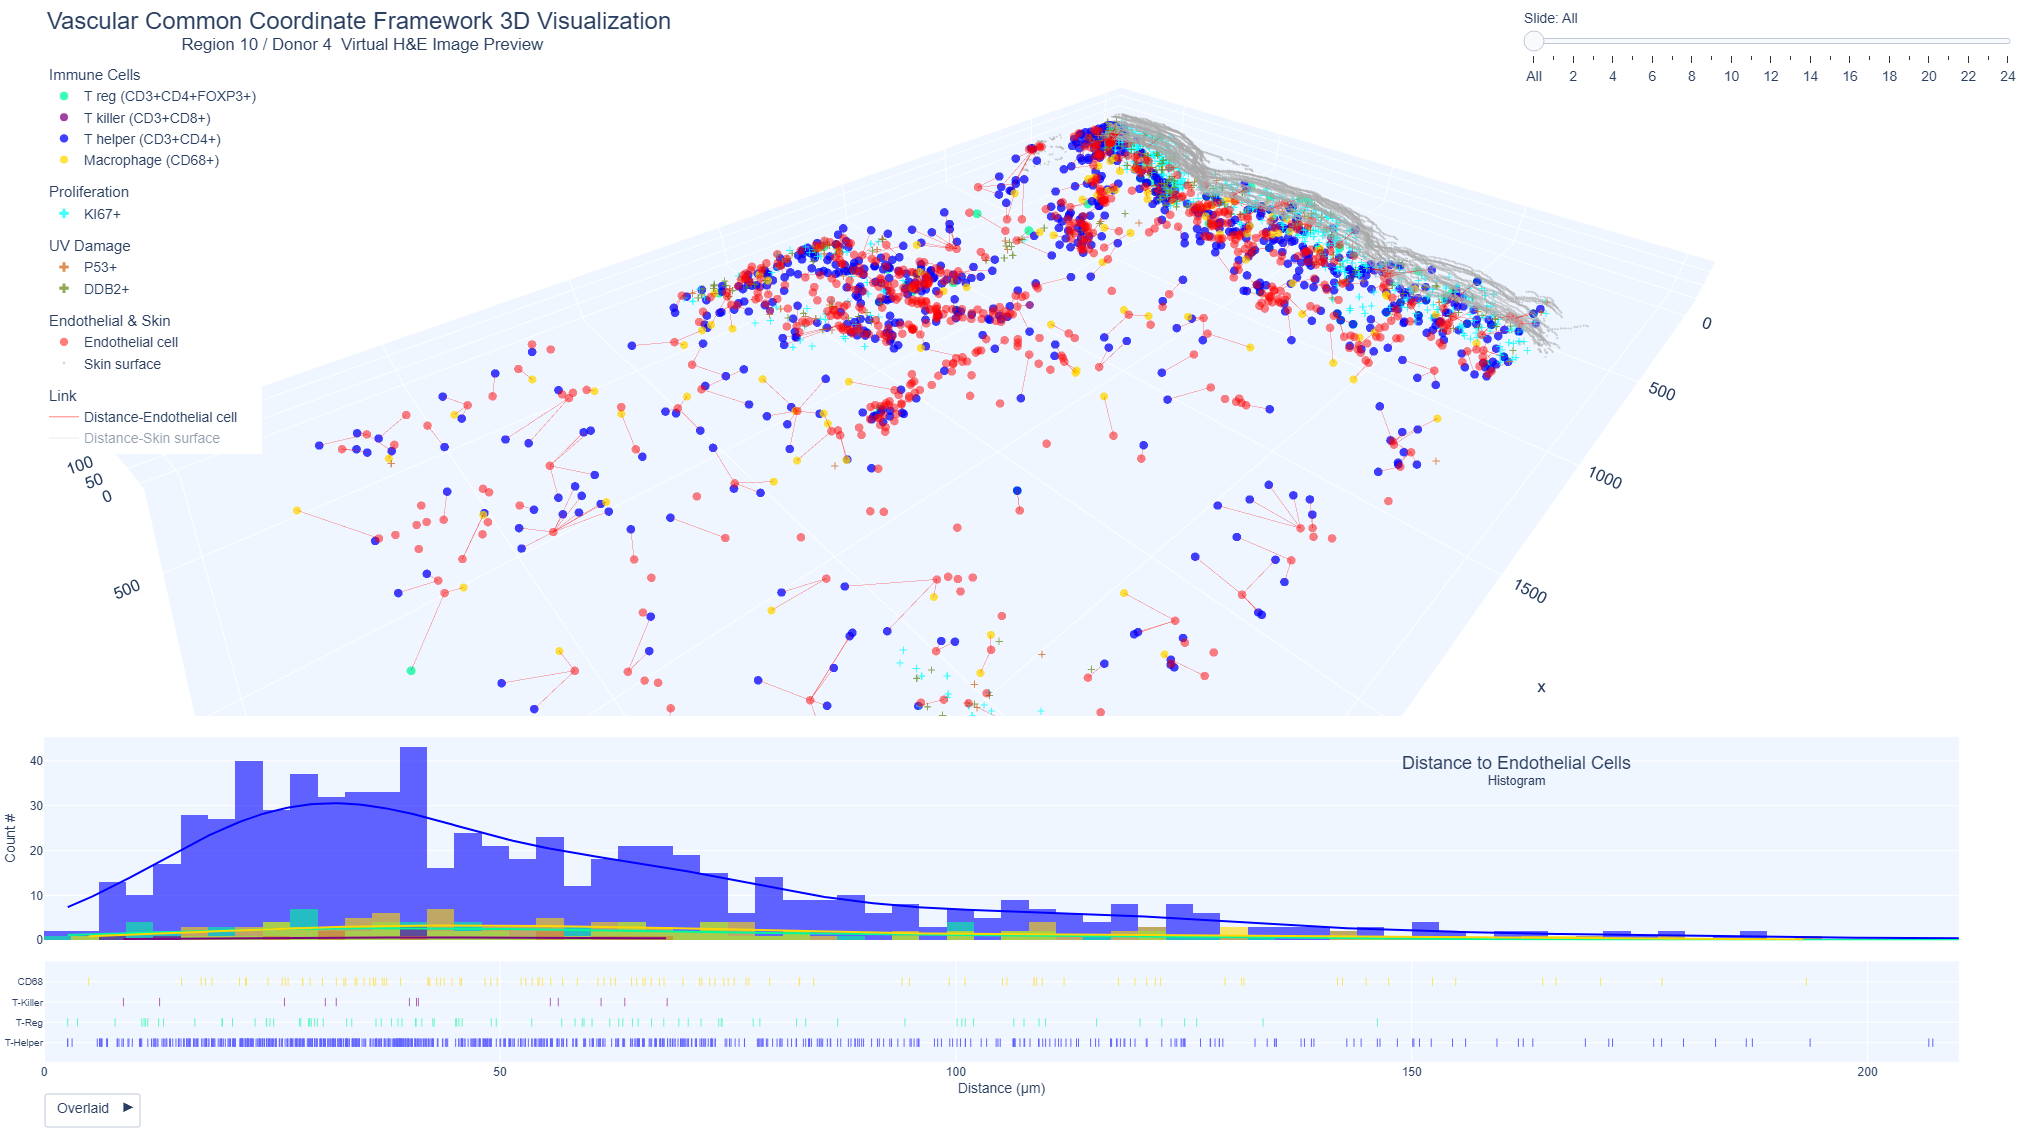 Vascular Common Coordinate Framework 3D Visualization
Region 10 / Donor 4  Virtual H&E Image Preview
Slide: All
All 2 4 6 8 10 12 14 16 18 20 22 24
Immune Cells
T reg (CD3+CD4+FOXP3+)
T killer (CD3+CD8+)
T helper (CD3+CD4+)
Macrophage (CD68+)
Proliferation
KI67+
UV Damage
P53+
DDB2+
Endothelial & Skin
Endothelial cell
Skin surface
Link
Distance-Endothelial cell
Distance-Skin surface
100
50
0
500
0
500
1000
1500
x
Distance to Endothelial Cells
Histogram
Count #
40
30
20
10
0
CD68
T-Killer
T-Reg
T-Helper
0 50 100 150 200
Distance (μm)
Overlaid ▶